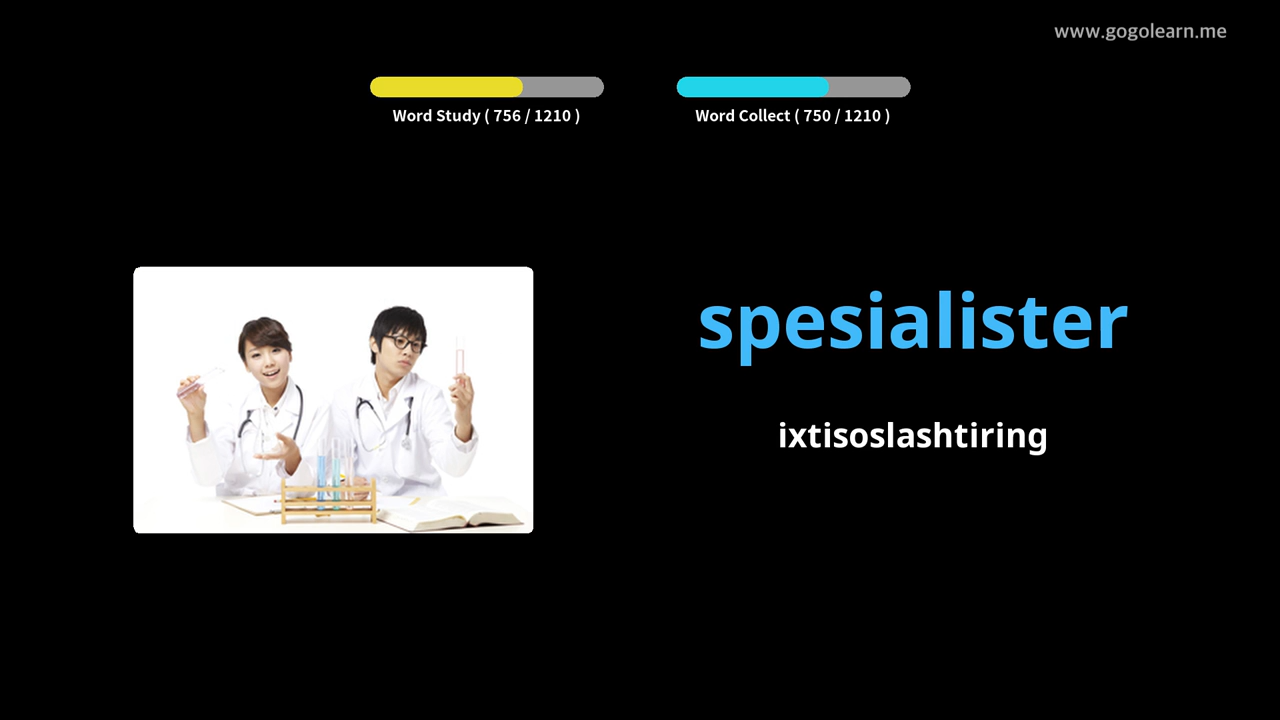 www.gogolearn.me
Word Study ( 756 / 1210 )
Word Collect ( 750 / 1210 )
spesialister
ixtisoslashtiring